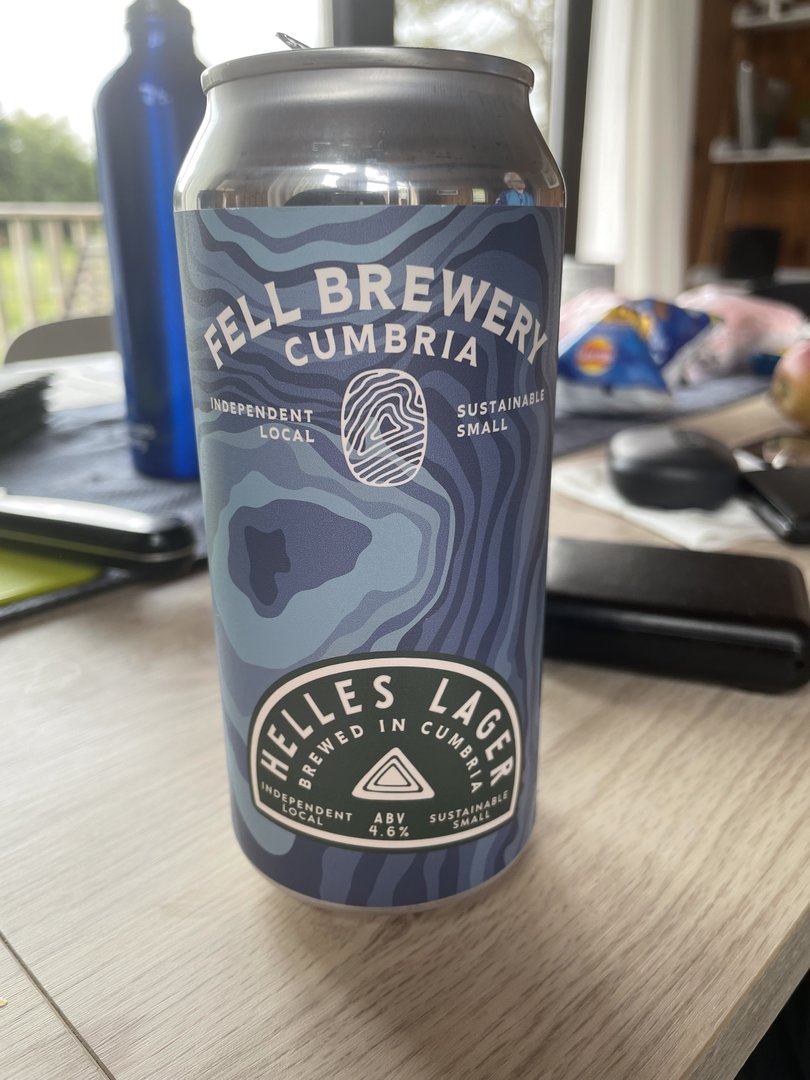 FELL BREWERY
CUMBRIA
INDEPENDENT
LOCAL
SUSTAINABLE
SMALL
HELLES LAGER
BREWED IN CUMBRIA
INDEPENDENT
LOCAL
ABV
4.6%
SUSTAINABLE
SMALL